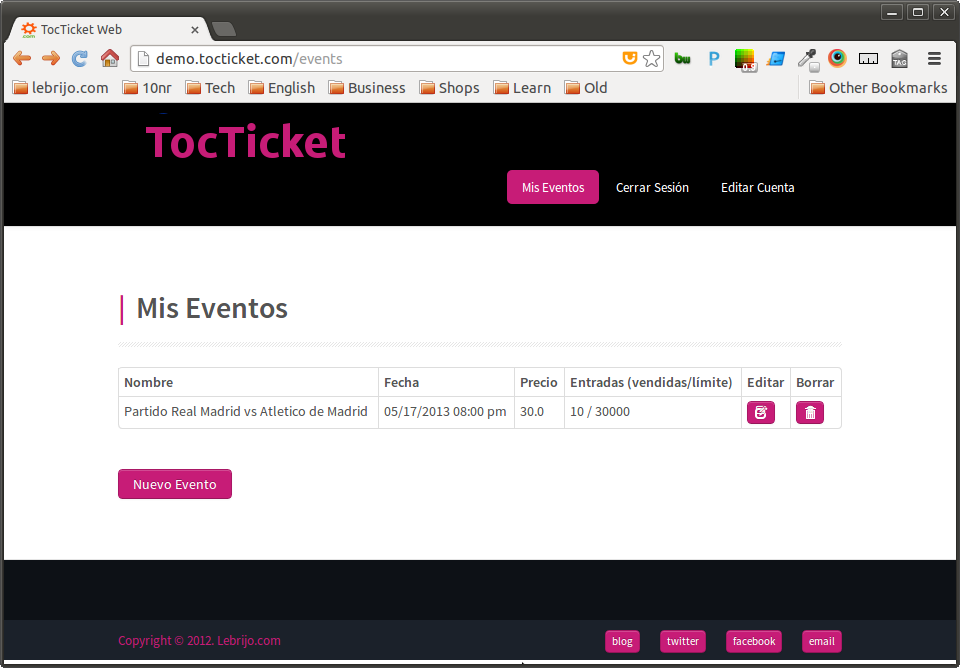 TocTicket Web
demo.tocticket.com/events
lebrijo.com 10nr Tech English Business Shops Learn Old Other Bookmarks
TocTicket
Mis Eventos Cerrar Sesión Editar Cuenta
Mis Eventos
Nombre Fecha Precio Entradas (vendidas/límite) Editar Borrar
Partido Real Madrid vs Atletico de Madrid 05/17/2013 08:00 pm 30.0 10 / 30000
Nuevo Evento
Copyright © 2012. Lebrijo.com blog twitter facebook email